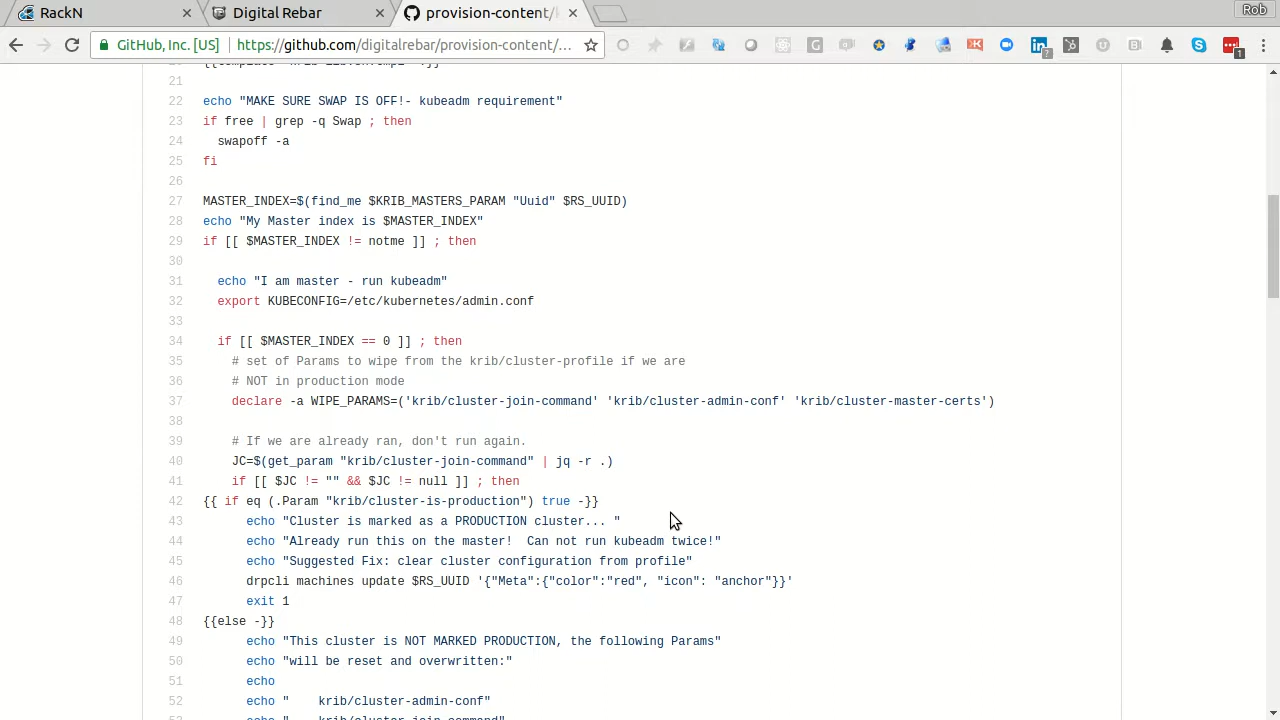 RackN
Digital Rebar
provision-content/
Rob
GitHub, Inc. [US]
https://github.com/digitalrebar/provision-content/...
?
1
21
22 echo "MAKE SURE SWAP IS OFF!- kubeadm requirement"
23 if free | grep -q Swap ; then
24 swapoff -a
25 fi
26
27 MASTER_INDEX=$(find_me $KRIB_MASTERS_PARAM "Uuid" $RS_UUID)
28 echo "My Master index is $MASTER_INDEX"
29 if [[ $MASTER_INDEX != notme ]] ; then
30
31 echo "I am master - run kubeadm"
32 export KUBECONFIG=/etc/kubernetes/admin.conf
33
34 if [[ $MASTER_INDEX == 0 ]] ; then
35 # set of Params to wipe from the krib/cluster-profile if we are
36 # NOT in production mode
37 declare -a WIPE_PARAMS=('krib/cluster-join-command' 'krib/cluster-admin-conf' 'krib/cluster-master-certs')
38
39 # If we are already ran, don't run again.
40 JC=$(get_param "krib/cluster-join-command" | jq -r .)
41 if [[ $JC != "" && $JC != null ]] ; then
42 {{ if eq (.Param "krib/cluster-is-production") true -}}
43 echo "Cluster is marked as a PRODUCTION cluster... "
44 echo "Already run this on the master!  Can not run kubeadm twice!"
45 echo "Suggested Fix: clear cluster configuration from profile"
46 drpcli machines update $RS_UUID '{"Meta":{"color":"red", "icon": "anchor"}}'
47 exit 1
48 {{else -}}
49 echo "This cluster is NOT MARKED PRODUCTION, the following Params"
50 echo "will be reset and overwritten:"
51 echo
52 echo "    krib/cluster-admin-conf"
echo "    krib/cluster-join-command"